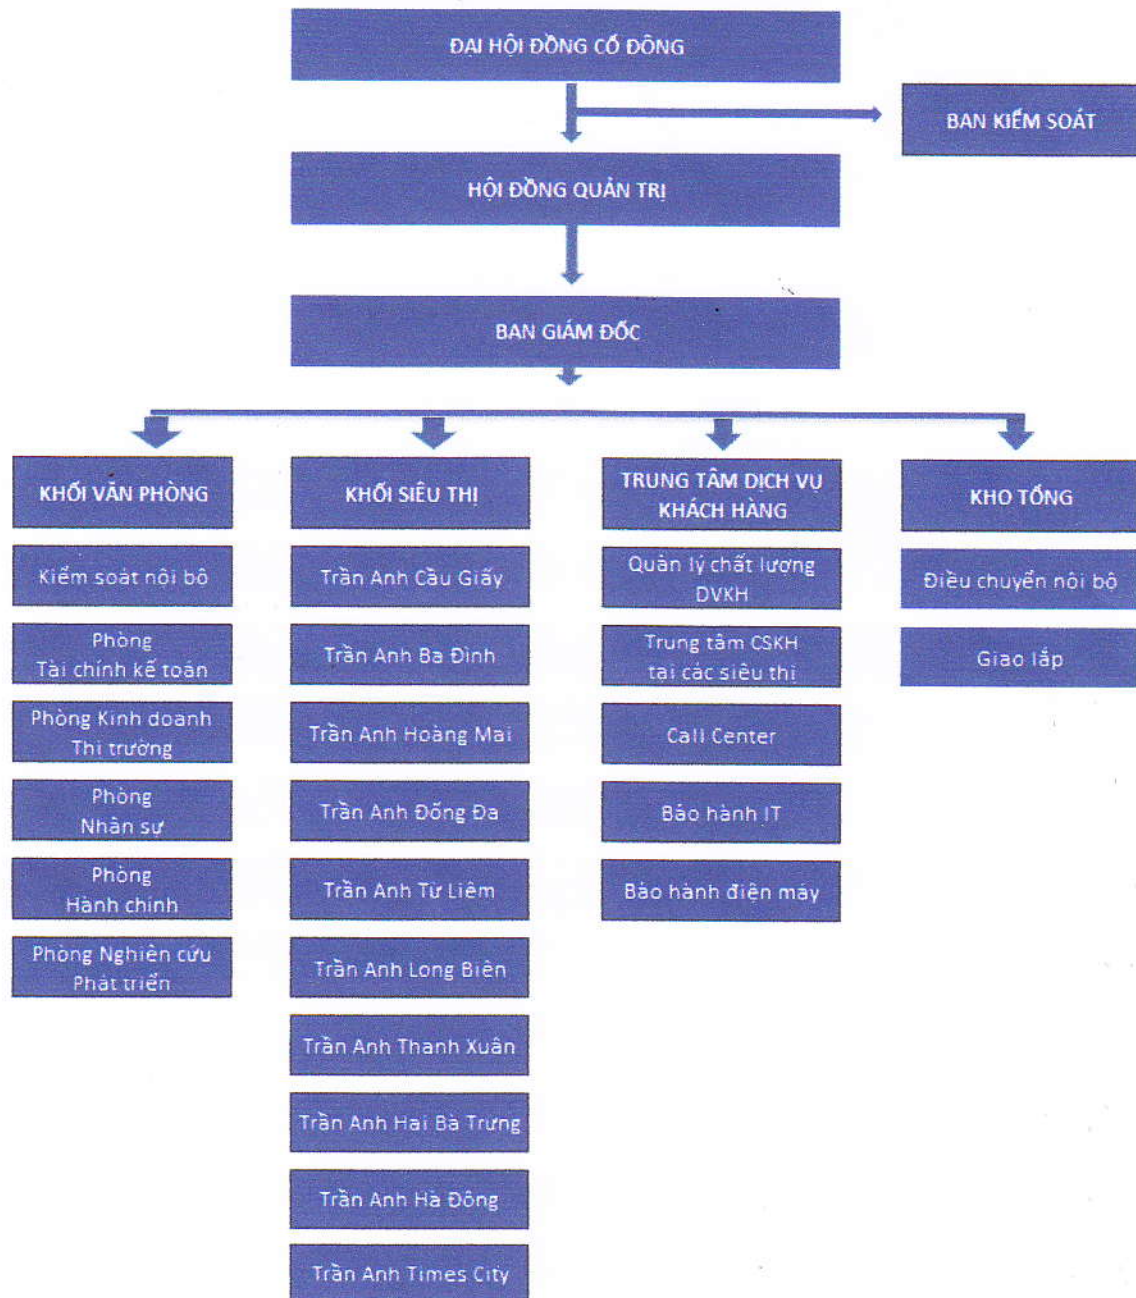 ĐẠI HỘI ĐỒNG CỔ ĐÔNG
BAN KIỂM SOÁT
HỘI ĐỒNG QUẢN TRỊ
BAN GIÁM ĐỐC
KHỐI VĂN PHÒNG
Kiểm soát nội bộ
Phòng
Tài chính kế toán
Phòng Kinh doanh
Thị trường
Phòng
Nhân sự
Phòng
Hành chính
Phòng Nghiên cứu
Phát triển
KHỐI SIÊU THỊ
Trần Anh Cầu Giấy
Trần Anh Ba Đình
Trần Anh Hoàng Mai
Trần Anh Đống Đa
Trần Anh Từ Liêm
Trần Anh Long Biên
Trần Anh Thanh Xuân
Trần Anh Hai Bà Trưng
Trần Anh Hà Đông
Trần Anh Times City
TRUNG TÂM DỊCH VỤ
KHÁCH HÀNG
Quản lý chất lượng
DVKH
Trung tâm CSKH
tại các siêu thị
Call Center
Bảo hành IT
Bảo hành điện máy
KHO TỔNG
Điều chuyển nội bộ
Giao lắp